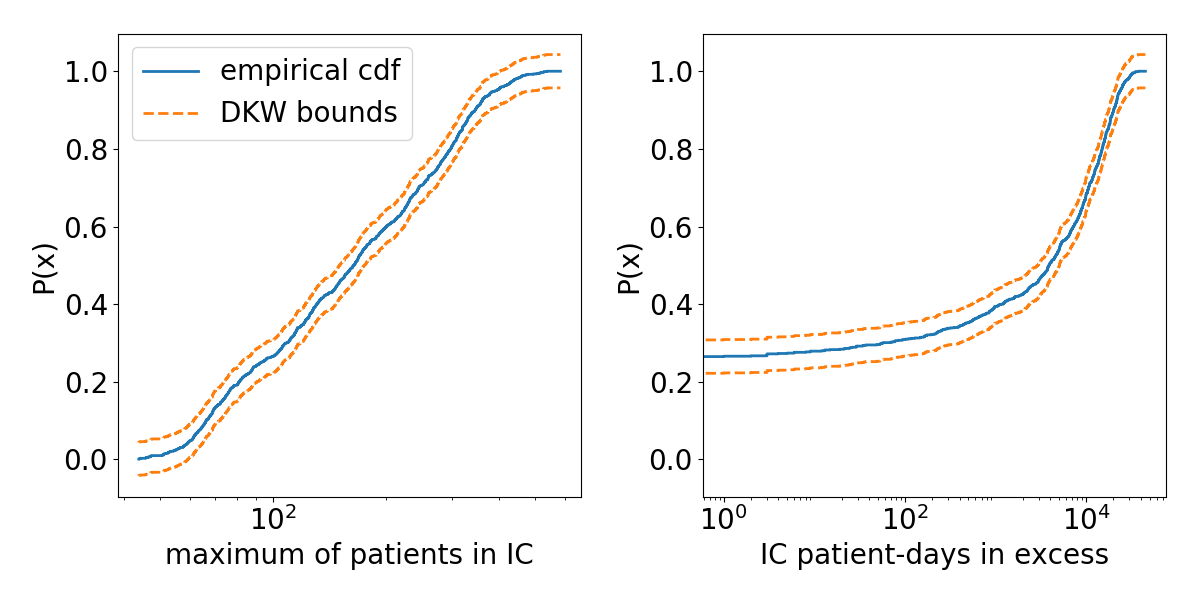 empirical cdf
DKW bounds
P(x)
1.0
0.8
0.6
0.4
0.2
0.0
10²
maximum of patients in IC
P(x)
1.0
0.8
0.6
0.4
0.2
0.0
10⁰ 10² 10⁴
IC patient-days in excess